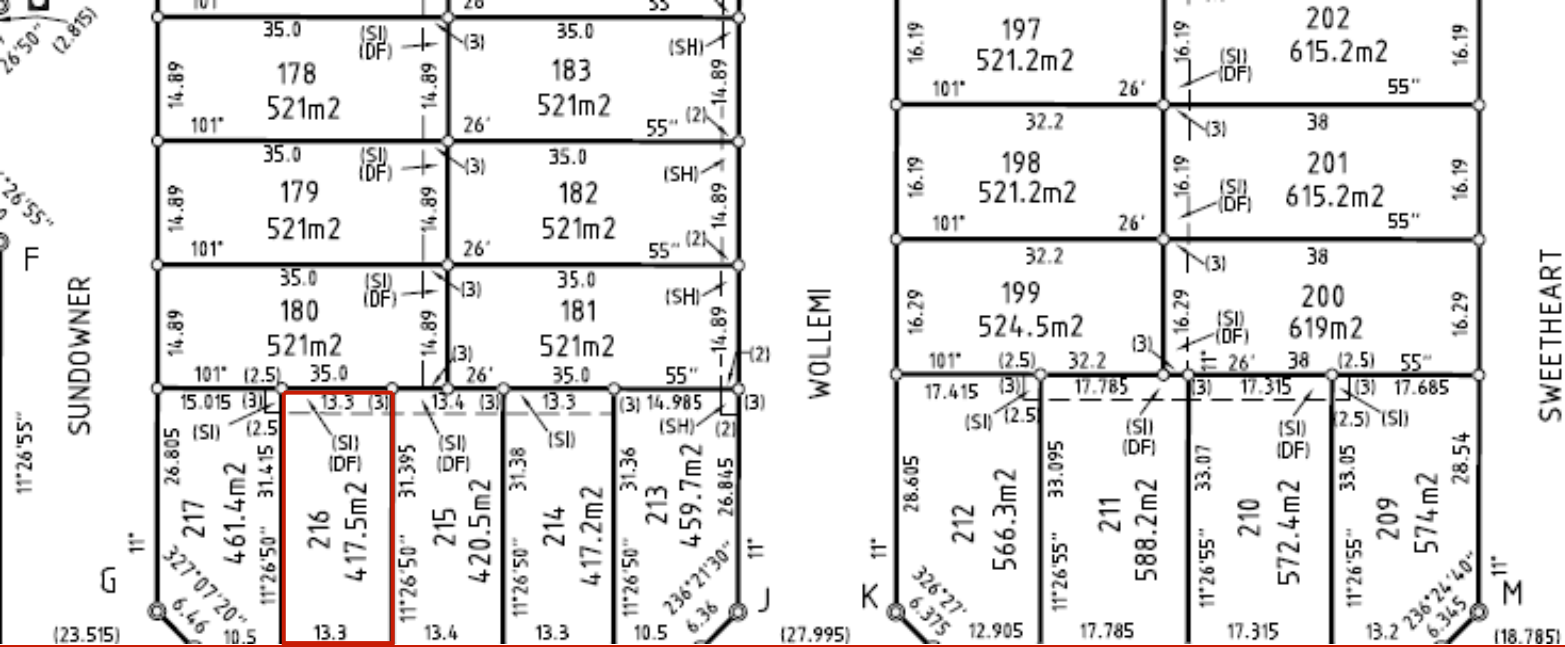 101°
26'
55"
26'50"
(2.815)
35.0
(SI)
(DF)
(3)
35.0
(SH)
14.89
178
521m2
14.89
183
521m2
14.89
101°
26'
55"
(2)
35.0
(SI)
(DF)
(3)
35.0
(SH)
14.89
179
521m2
14.89
182
521m2
14.89
101°
26'
55"
(2)
35.0
(SI)
(DF)
(3)
35.0
(SH)
14.89
180
521m2
14.89
181
521m2
14.89
(3)
(2)
101°
(2.5)
35.0
26'
35.0
55"
°26'55"
F
SUNDOWNER
11°26'55"
WOLLEMI
SWEETHEART
16.19
197
521.2m2
16.19
202
615.2m2
16.19
(SI)
(DF)
101°
26'
55"
32.2
(3)
38
16.19
198
521.2m2
16.19
201
615.2m2
16.19
(SI)
(DF)
101°
26'
55"
32.2
(3)
38
16.29
199
524.5m2
16.29
200
619m2
16.29
(SI)
(DF)
(3)
101°
(2.5)
32.2
11°
26'
38
(2.5)
55"
15.015
(3)
13.3
(3)
13.4
(3)
13.3
(3)
14.985
(3)
(SI)
(2.5)
(SI)
(DF)
(SI)
(DF)
(SI)
(SH)
(2)
26.805
217
461.4m2
31.415
11°26'50"
216
417.5m2
31.395
11°26'50"
215
420.5m2
31.38
11°26'50"
214
417.2m2
31.36
11°26'50"
213
459.7m2
26.845
11°
11°
G
327°07'20"
6.46
236°21'30"
6.36
J
(23.515)
10.5
13.3
13.4
13.3
10.5
(27.995)
17.415
(3)
17.785
(3)
17.315
(3)
17.685
(SI)
(2.5)
(SI)
(DF)
(SI)
(DF)
(2.5)
(SI)
28.605
212
566.3m2
33.095
11°26'55"
211
588.2m2
33.07
11°26'55"
210
572.4m2
33.05
11°26'55"
209
574m2
28.54
11°
11°
K
326°27'
6.375
236°24'40"
6.345
M
12.905
17.785
17.315
13.2
(18.785)